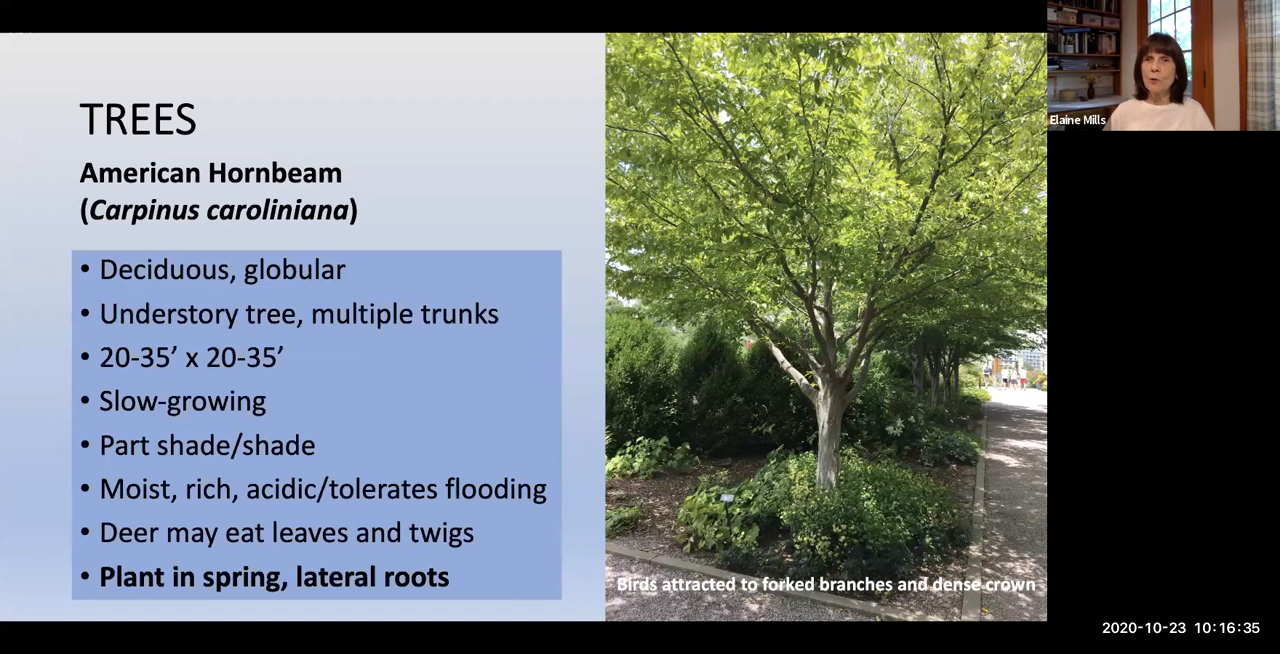 TREES
American Hornbeam
(Carpinus caroliniana)
• Deciduous, globular
• Understory tree, multiple trunks
• 20-35’ x 20-35’
• Slow-growing
• Part shade/shade
• Moist, rich, acidic/tolerates flooding
• Deer may eat leaves and twigs
• Plant in spring, lateral roots
Birds attracted to forked branches and dense crown
Elaine Mills
2020-10-23 10:16:35